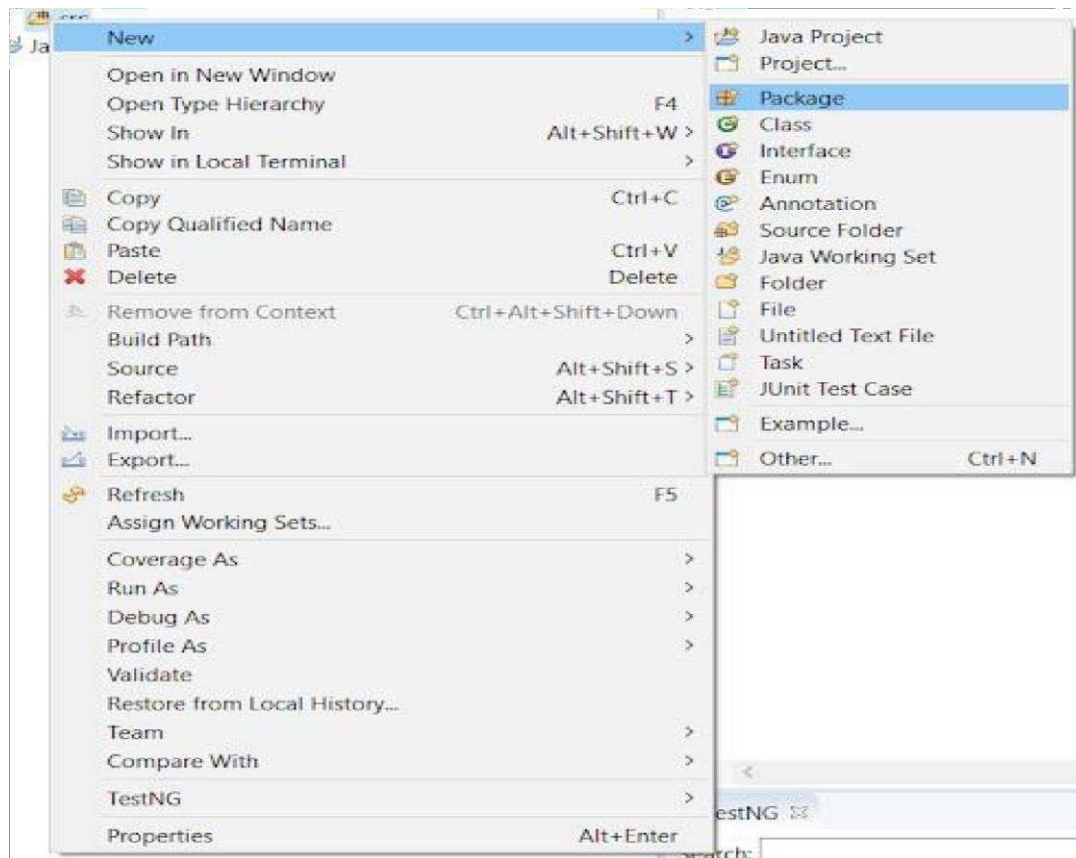 src
Ja
New >
Open in New Window
Open Type Hierarchy F4
Show In Alt+Shift+W >
Show in Local Terminal >
Copy Ctrl+C
Copy Qualified Name
Paste Ctrl+V
Delete Delete
Remove from Context Ctrl+Alt+Shift+Down
Build Path >
Source Alt+Shift+S >
Refactor Alt+Shift+T >
Import...
Export...
Refresh F5
Assign Working Sets...
Coverage As >
Run As >
Debug As >
Profile As >
Validate
Restore from Local History...
Team >
Compare With >
TestNG >
Properties Alt+Enter
Java Project
Project...
Package
Class
Interface
Enum
Annotation
Source Folder
Java Working Set
Folder
File
Untitled Text File
Task
JUnit Test Case
Example...
Other... Ctrl+N
estNG
Search: